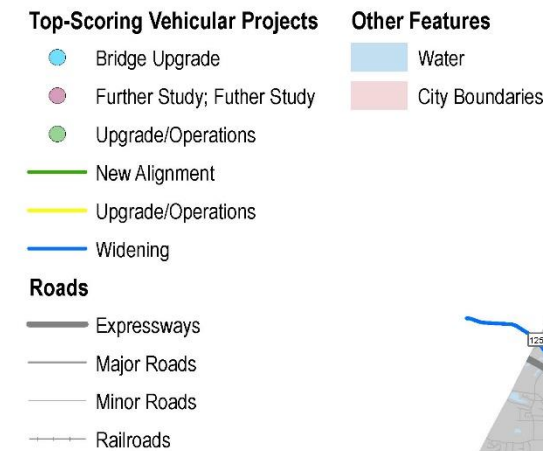 Top-Scoring Vehicular Projects
Bridge Upgrade
Further Study; Futher Study
Upgrade/Operations
New Alignment
Upgrade/Operations
Widening
Roads
Expressways
Major Roads
Minor Roads
Railroads
Other Features
Water
City Boundaries
125